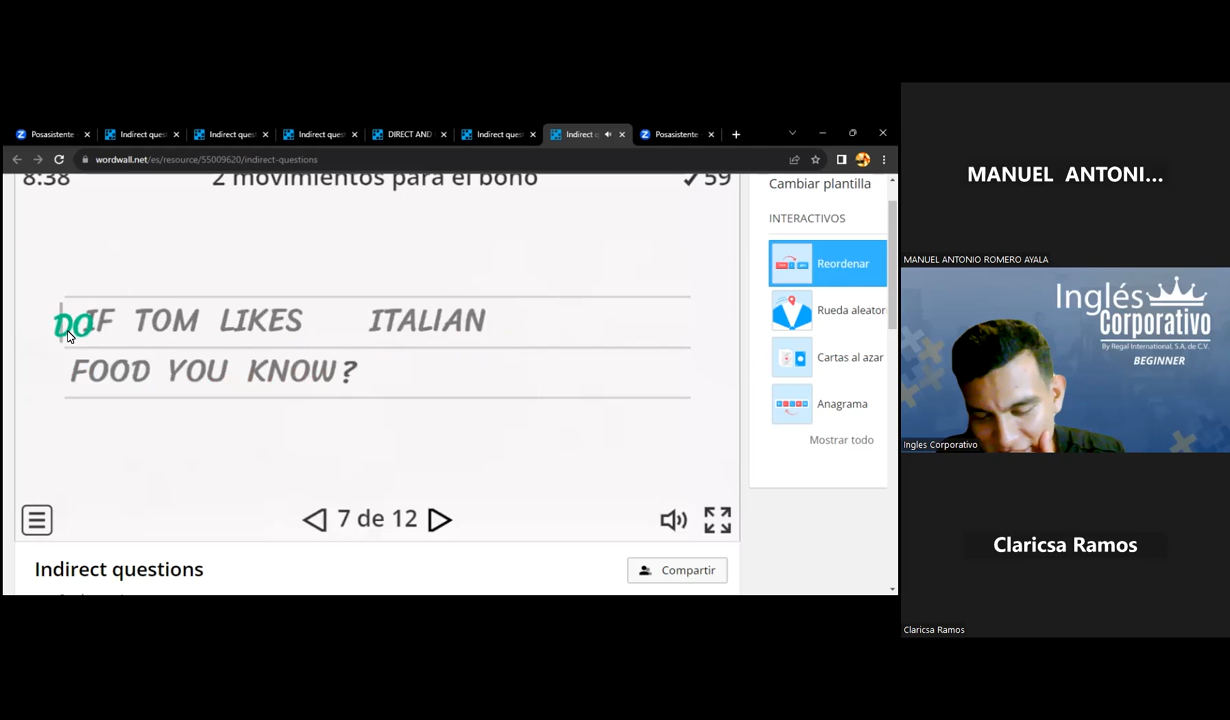 Posasistente
Indirect ques
Indirect ques
Indirect ques
DIRECT AND
Indirect ques
Indirect q
Posasistente
wordwall.net/es/resource/55009620/indirect-questions
8:38
2 movimientos para el bono
✓ 59
Cambiar plantilla
INTERACTIVOS
Reordenar
Rueda aleator
Cartas al azar
Anagrama
Mostrar todo
DO IF TOM LIKES ITALIAN
FOOD YOU KNOW?
7 de 12
Indirect questions
Compartir
MANUEL ANTONI...
MANUEL ANTONIO ROMERO AYALA
Inglés
Corporativo
By Regal International, S.A. de C.V.
BEGINNER
Ingles Corporativo
Claricsa Ramos
Claricsa Ramos